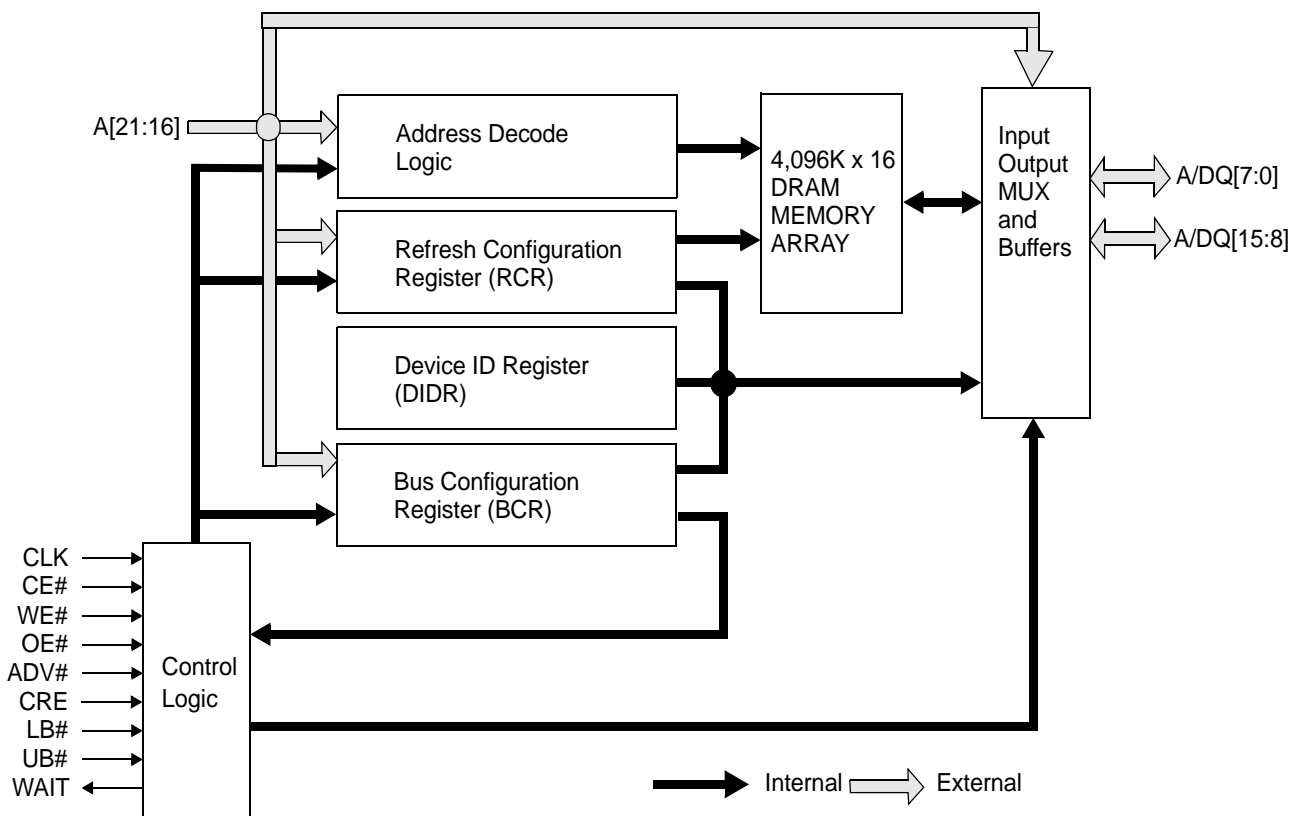 A[21:16]
Address Decode
Logic
4,096K x 16
DRAM
MEMORY
ARRAY
Input
Output
MUX
and
Buffers
A/DQ[7:0]
A/DQ[15:8]
Refresh Configuration
Register (RCR)
Device ID Register
(DIDR)
Bus Configuration
Register (BCR)
CLK
CE#
WE#
OE#
ADV#
CRE
LB#
UB#
WAIT
Control
Logic
Internal
External